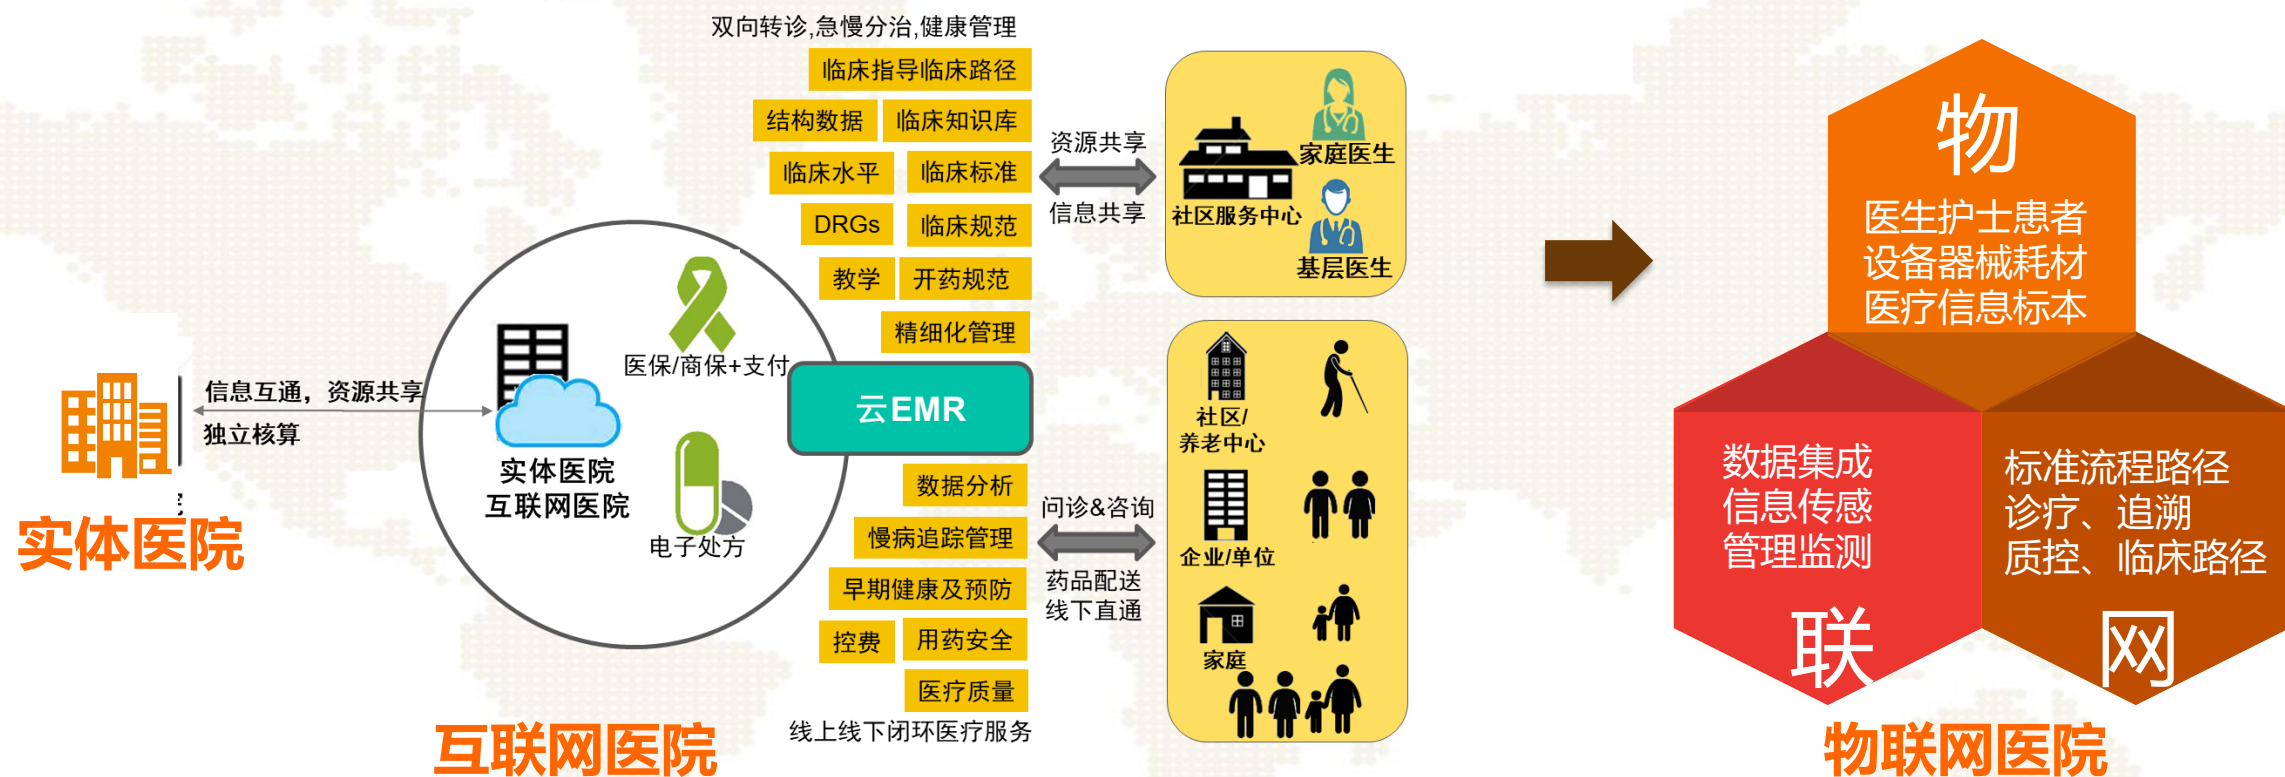 双向转诊,急慢分治,健康管理
临床指导临床路径
结构数据
临床知识库
临床水平
临床标准
DRGs
临床规范
教学
开药规范
精细化管理
医保/商保+支付
云EMR
信息互通，资源共享
独立核算
实体医院
互联网医院
电子处方
数据分析
慢病追踪管理
早期健康及预防
控费
用药安全
医疗质量
线上线下闭环医疗服务
实体医院
互联网医院
资源共享
信息共享
家庭医生
社区服务中心
基层医生
问诊&咨询
药品配送
线下直通
社区/
养老中心
企业/单位
家庭
物
医生护士患者
设备器械耗材
医疗信息标本
数据集成
信息传感
管理监测
联
标准流程路径
诊疗、追溯
质控、临床路径
网
物联网医院